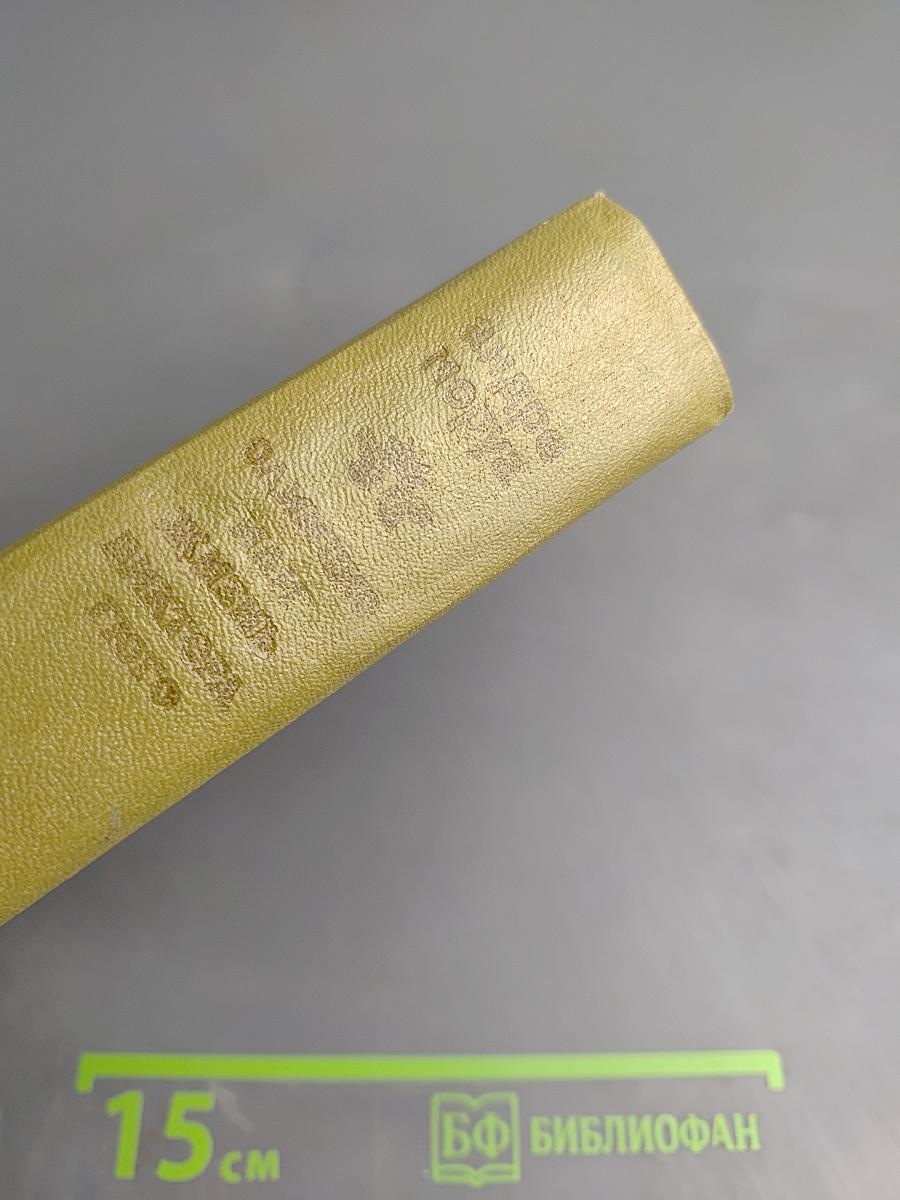 андре
моруа
олимпио,
или
жизнь
виктора
гюго
15 см
БФ БИБЛИОФАН